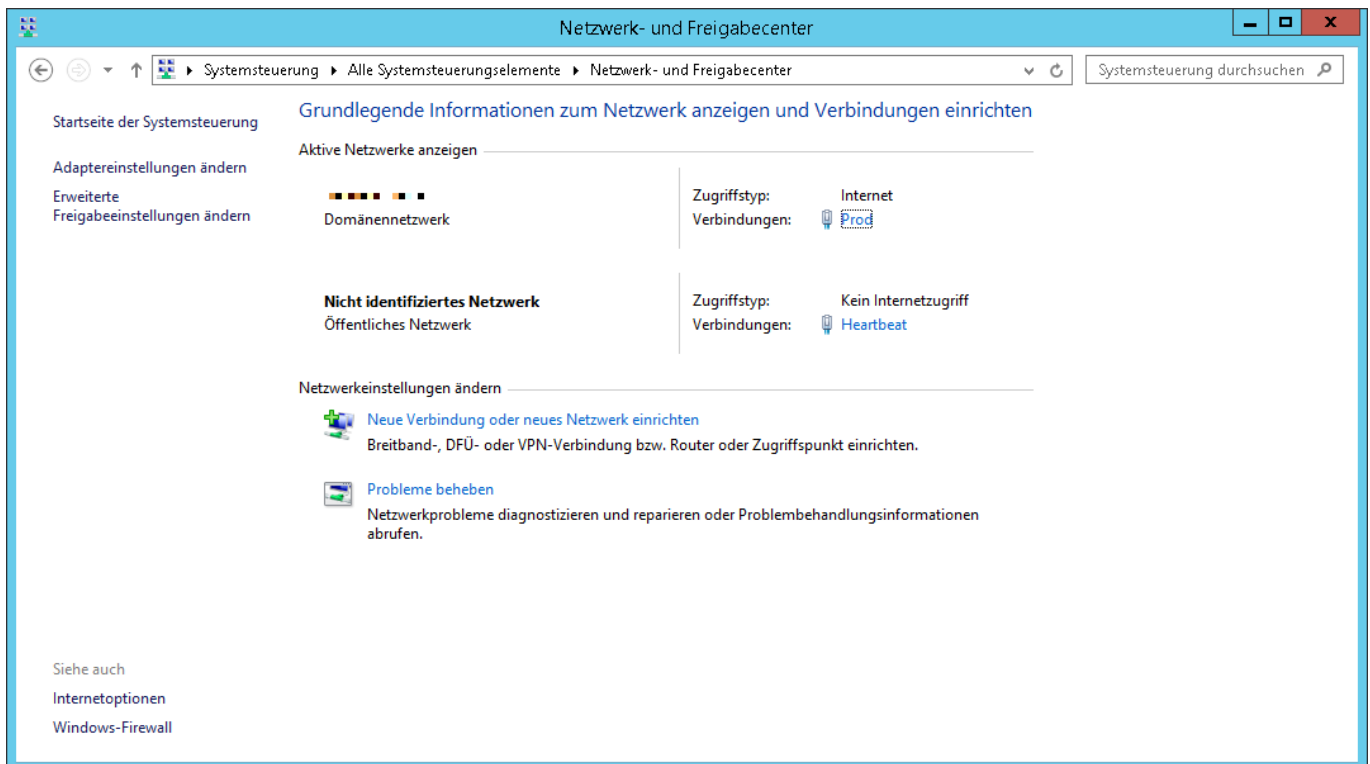 Netzwerk- und Freigabecenter
Systemsteuerung Alle Systemsteuerungselemente Netzwerk- und Freigabecenter
Systemsteuerung durchsuchen
Startseite der Systemsteuerung
Adaptereinstellungen ändern
Erweiterte
Freigabeeinstellungen ändern
Grundlegende Informationen zum Netzwerk anzeigen und Verbindungen einrichten
Aktive Netzwerke anzeigen
Domänennetzwerk
Zugriffstyp: Internet
Verbindungen: Prod
Nicht identifiziertes Netzwerk
Öffentliches Netzwerk
Zugriffstyp: Kein Internetzugriff
Verbindungen: Heartbeat
Netzwerkeinstellungen ändern
Neue Verbindung oder neues Netzwerk einrichten
Breitband-, DFÜ- oder VPN-Verbindung bzw. Router oder Zugriffspunkt einrichten.
Probleme beheben
Netzwerkprobleme diagnostizieren und reparieren oder Problembehandlungsinformationen
abrufen.
Siehe auch
Internetoptionen
Windows-Firewall